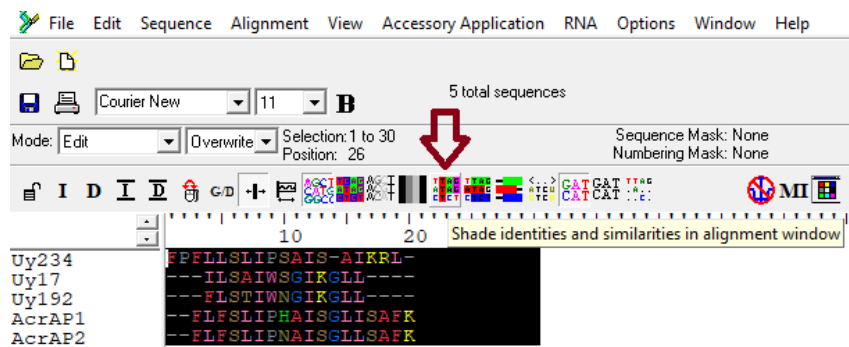 File Edit Sequence Alignment View Accessory Application RNA Options Window Help
Courier New 11 B 5 total sequences
Mode: Edit Overwrite Selection: 1 to 30 Sequence Mask: None
Position: 26 Numbering Mask: None
I D I D G/D MI
10 20 Shade identities and similarities in alignment window
Uy234 FPFLLSLIPSAIS-AIKRL-
Uy17 ---ILSAIWSGIKGLL----
Uy192 ---FLSTIWNGIKGLL----
AcrAP1 --FLFSLIPHAISGLISAFK
AcrAP2 --FLFSLIPNAISGLLSAFK